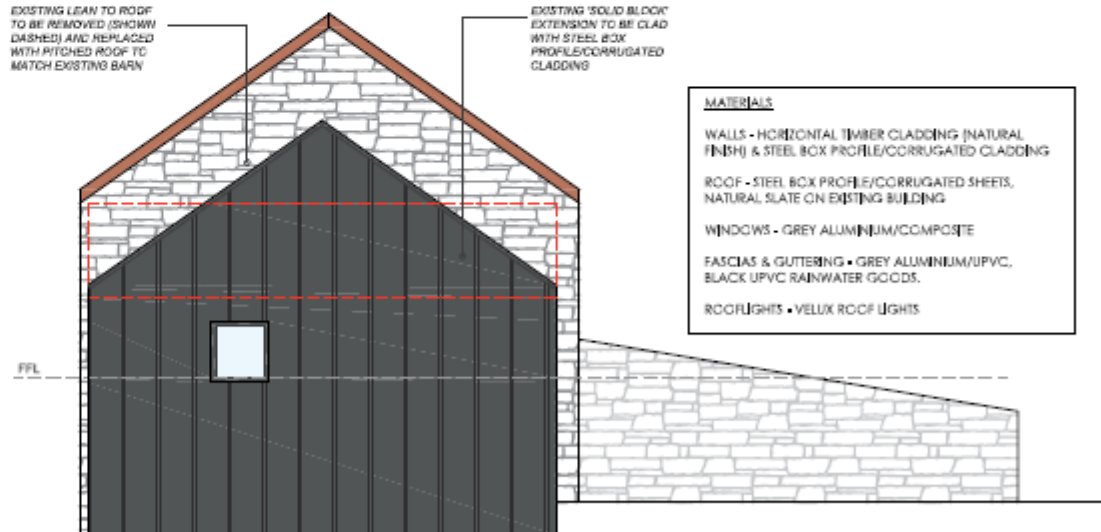 EXISTING LEAN TO ROOF
TO BE REMOVED (SHOWN
DASHED) AND REPLACED
WITH PITCHED ROOF TO
MATCH EXISTING BARN
EXISTING 'SOLID BLOCK'
EXTENSION TO BE CLAD
WITH STEEL BOX
PROFILE/CORRUGATED
CLADDING
MATERIALS
WALLS - HORIZONTAL TIMBER CLADDING (NATURAL
FINISH) & STEEL BOX PROFILE/CORRUGATED CLADDING
ROOF - STEEL BOX PROFILE/CORRUGATED SHEETS,
NATURAL SLATE ON EXISTING BUILDING
WINDOWS - GREY ALUMINIUM/COMPOSITE
FASCIAS & GUTTERING - GREY ALUMINIUM/UPVC,
BLACK UPVC RAINWATER GOODS.
ROOFLIGHTS - VELUX ROOF LIGHTS
FFL